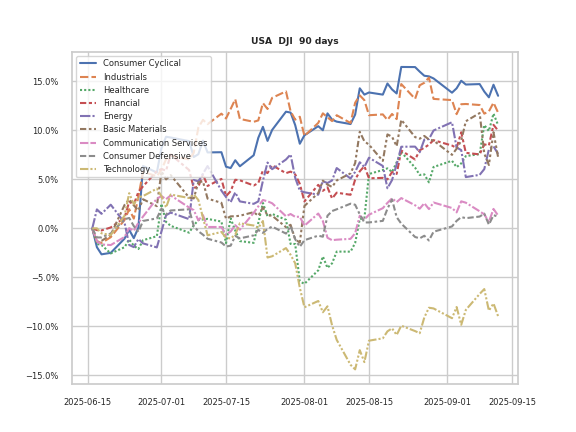 USA DJI 90 days
Consumer Cyclical
Industrials
Healthcare
Financial
Energy
Basic Materials
Communication Services
Consumer Defensive
Technology
15.0%
10.0%
5.0%
0.0%
−5.0%
−10.0%
−15.0%
2025-06-15 2025-07-01 2025-07-15 2025-08-01 2025-08-15 2025-09-01 2025-09-15